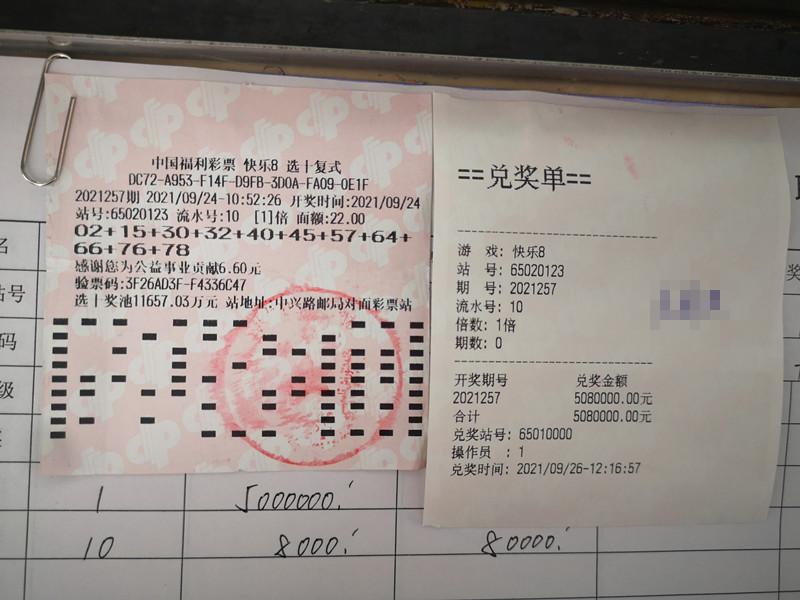 中国福利彩票 快乐8 选十复式
DC72-A953-F14F-D9FB-3D0A-FA09-0E1F
2021257期 2021/09/24-10:52:26 开奖时间:2021/09/24
站号:65020123 流水号:10 [1]倍 面额:22.00
02+15+30+32+40+45+57+64+
66+76+78
感谢您为公益事业贡献6.60元
验票码:3F26AD3F-F4336C47
选十奖池11657.03万元 站地址:中兴路邮局对面彩票站
==兑奖单==
游 戏: 快乐8
站 号: 65020123
期 号: 2021257
流水号: 10
倍数: 1倍
期数: 0
开奖期号 兑奖金额
2021257 5080000.00元
合计 5080000.00元
兑奖站号: 65010000
操作员 : 1
兑奖时间: 2021/09/26-12:16:57
名
站号
码
级
奖
1 5000000.
10 8000. 80000.